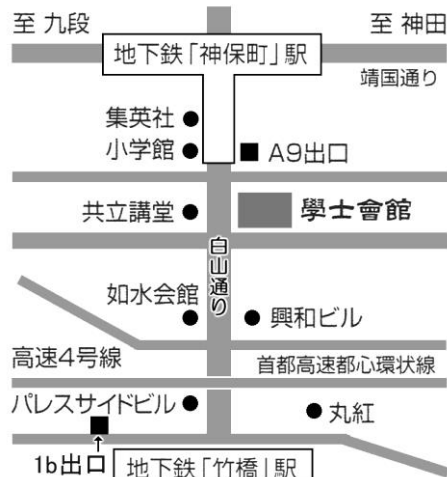 至 九段
至 神田
地下鉄「神保町」駅
靖国通り
集英社
小学館
A9出口
共立講堂
學士會館
白山通り
如水会館
興和ビル
高速4号線
首都高速都心環状線
パレスサイドビル
丸紅
1b出口
地下鉄「竹橋」駅